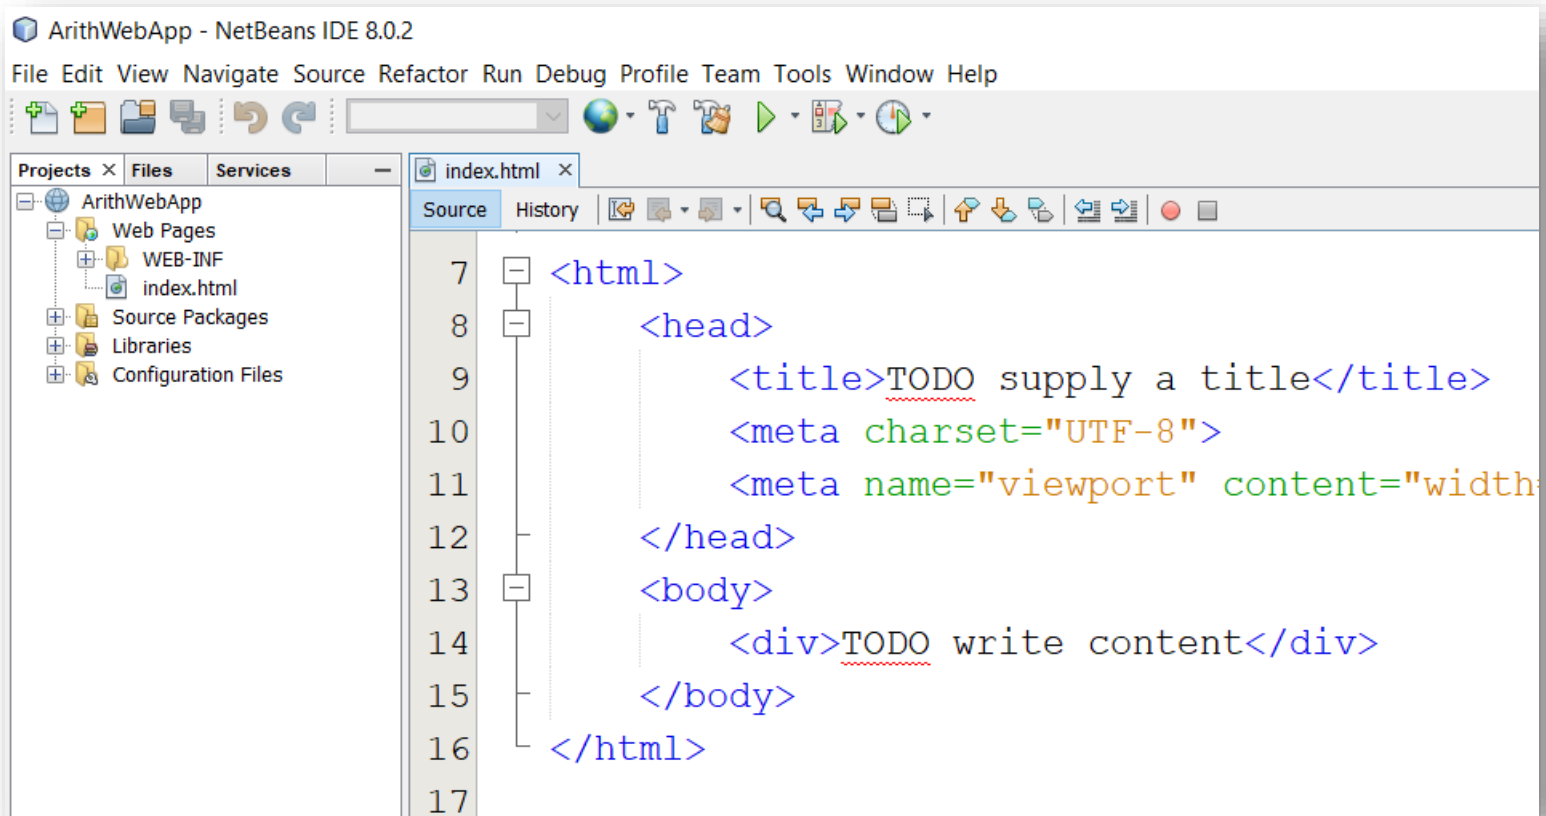 ArithWebApp - NetBeans IDE 8.0.2
File Edit View Navigate Source Refactor Run Debug Profile Team Tools Window Help
Projects Files Services
ArithWebApp
Web Pages
WEB-INF
index.html
Source Packages
Libraries
Configuration Files
index.html
Source History
7 <html>
8 <head>
9 <title>TODO supply a title</title>
10 <meta charset="UTF-8">
11 <meta name="viewport" content="width=
12 </head>
13 <body>
14 <div>TODO write content</div>
15 </body>
16 </html>
17